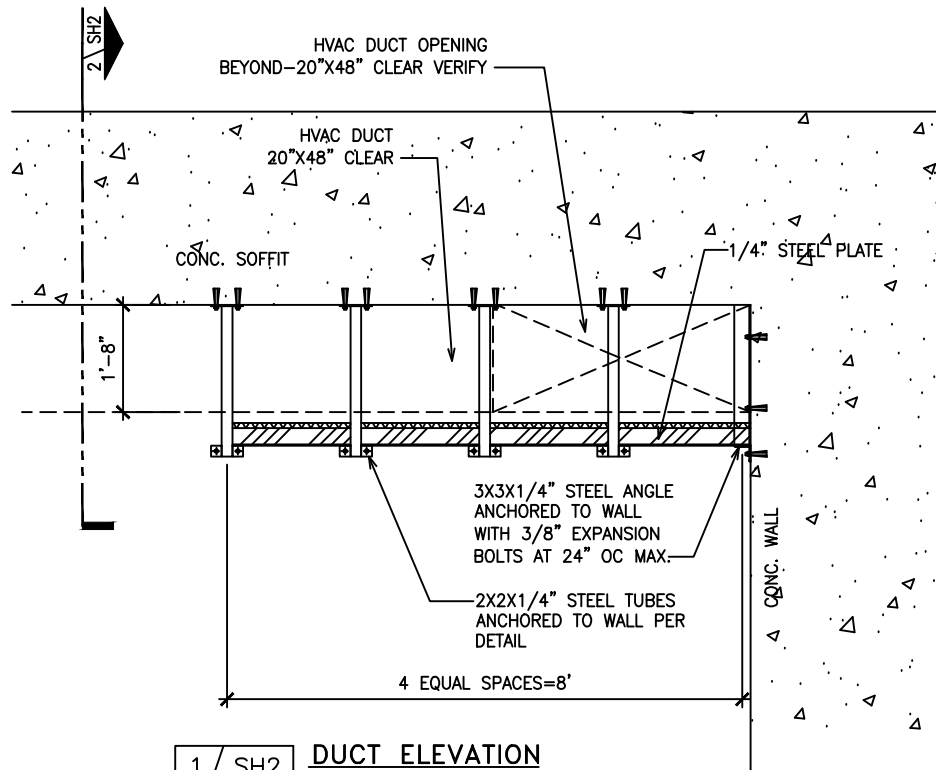 2 \ SH2
HVAC DUCT OPENING
BEYOND-20"X48" CLEAR VERIFY
HVAC DUCT
20"X48" CLEAR
CONC. SOFFIT
1/4" STEEL PLATE
1'-8"
3X3X1/4" STEEL ANGLE
ANCHORED TO WALL
WITH 3/8" EXPANSION
BOLTS AT 24" OC MAX.
CONC. WALL
2X2X1/4" STEEL TUBES
ANCHORED TO WALL PER
DETAIL
4 EQUAL SPACES=8'
1 / SH2
DUCT ELEVATION